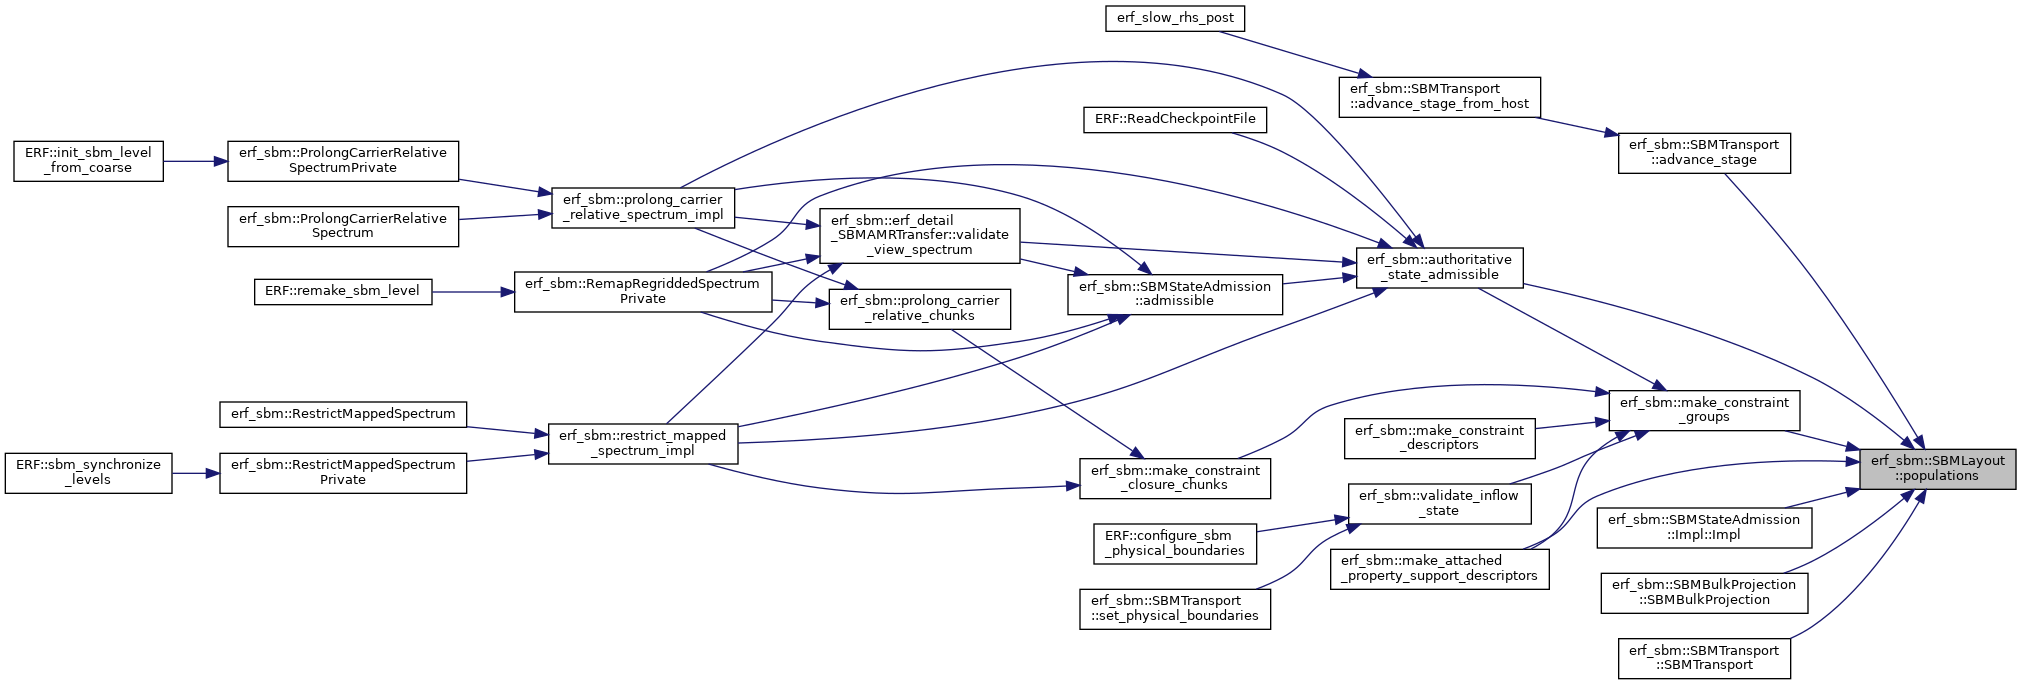 erf_slow_rhs_post
erf_sbm::SBMTransport
::advance_stage_from_host
ERF::ReadCheckpointFile
erf_sbm::SBMTransport
::advance_stage
ERF::init_sbm_level
_from_coarse
erf_sbm::ProlongCarrierRelative
SpectrumPrivate
erf_sbm::prolong_carrier
_relative_spectrum_impl
erf_sbm::ProlongCarrierRelative
Spectrum
erf_sbm::erf_detail
_SBMAMRTransfer::validate
_view_spectrum
erf_sbm::authoritative
_state_admissible
ERF::remake_sbm_level
erf_sbm::RemapRegriddedSpectrum
Private
erf_sbm::prolong_carrier
_relative_chunks
erf_sbm::SBMStateAdmission
::admissible
erf_sbm::make_constraint
_groups
erf_sbm::RestrictMappedSpectrum
erf_sbm::restrict_mapped
_spectrum_impl
erf_sbm::make_constraint
_descriptors
ERF::sbm_synchronize
_levels
erf_sbm::RestrictMappedSpectrum
Private
erf_sbm::make_constraint
_closure_chunks
erf_sbm::SBMLayout
::populations
erf_sbm::validate_inflow
_state
erf_sbm::SBMStateAdmission
::Impl::Impl
ERF::configure_sbm
_physical_boundaries
erf_sbm::make_attached
_property_support_descriptors
erf_sbm::SBMBulkProjection
::SBMBulkProjection
erf_sbm::SBMTransport
::set_physical_boundaries
erf_sbm::SBMTransport
::SBMTransport